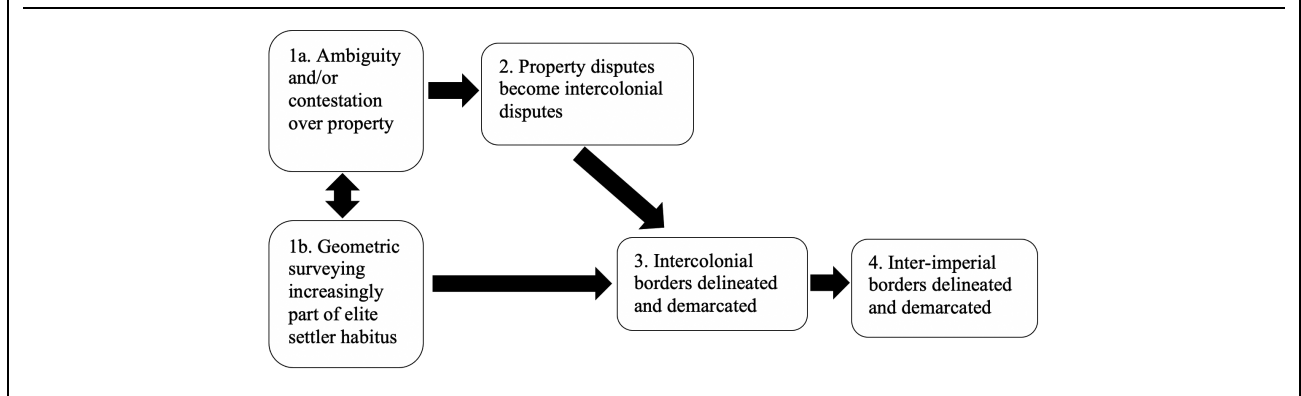 1a. Ambiguity
and/or
contestation
over property
2. Property disputes
become intercolonial
disputes
1b. Geometric
surveying
increasingly
part of elite
settler habitus
3. Intercolonial
borders delineated
and demarcated
4. Inter-imperial
borders delineated
and demarcated